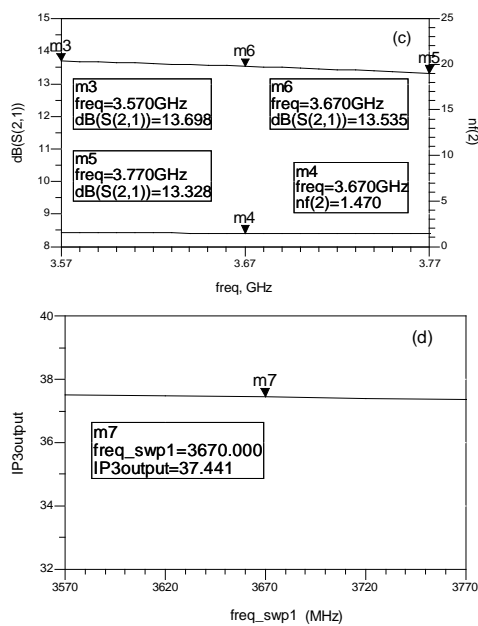 (c)
15
14
13
12
11
10
9
8
dB(S(2,1))
25
20
15
10
5
0
nf(2)
m3
m6
m5
m3
freq=3.570GHz
dB(S(2,1))=13.698
m6
freq=3.670GHz
dB(S(2,1))=13.535
m5
freq=3.770GHz
dB(S(2,1))=13.328
m4
freq=3.670GHz
nf(2)=1.470
m4
3.57
3.67
3.77
freq, GHz
(d)
40
38
36
34
32
IP3output
m7
m7
freq_swp1=3670.000
IP3output=37.441
3570
3620
3670
3720
3770
freq_swp1 (MHz)